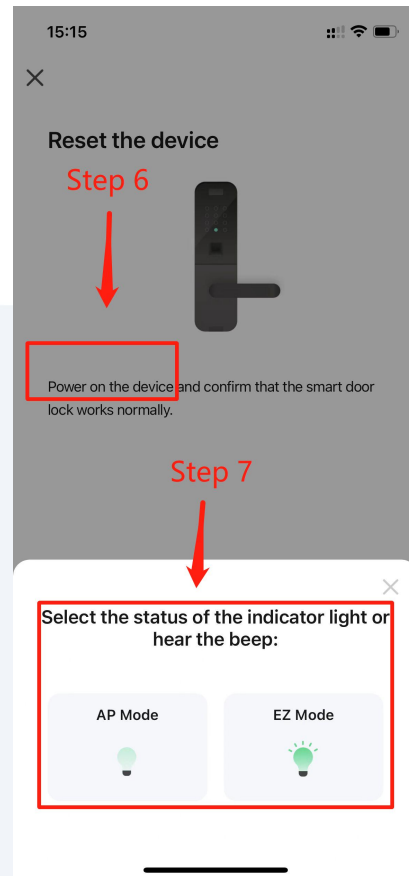 15:15
Reset the device
Step 6
Power on the device and confirm that the smart door
lock works normally.
Step 7
Select the status of the indicator light or
hear the beep:
AP Mode
EZ Mode